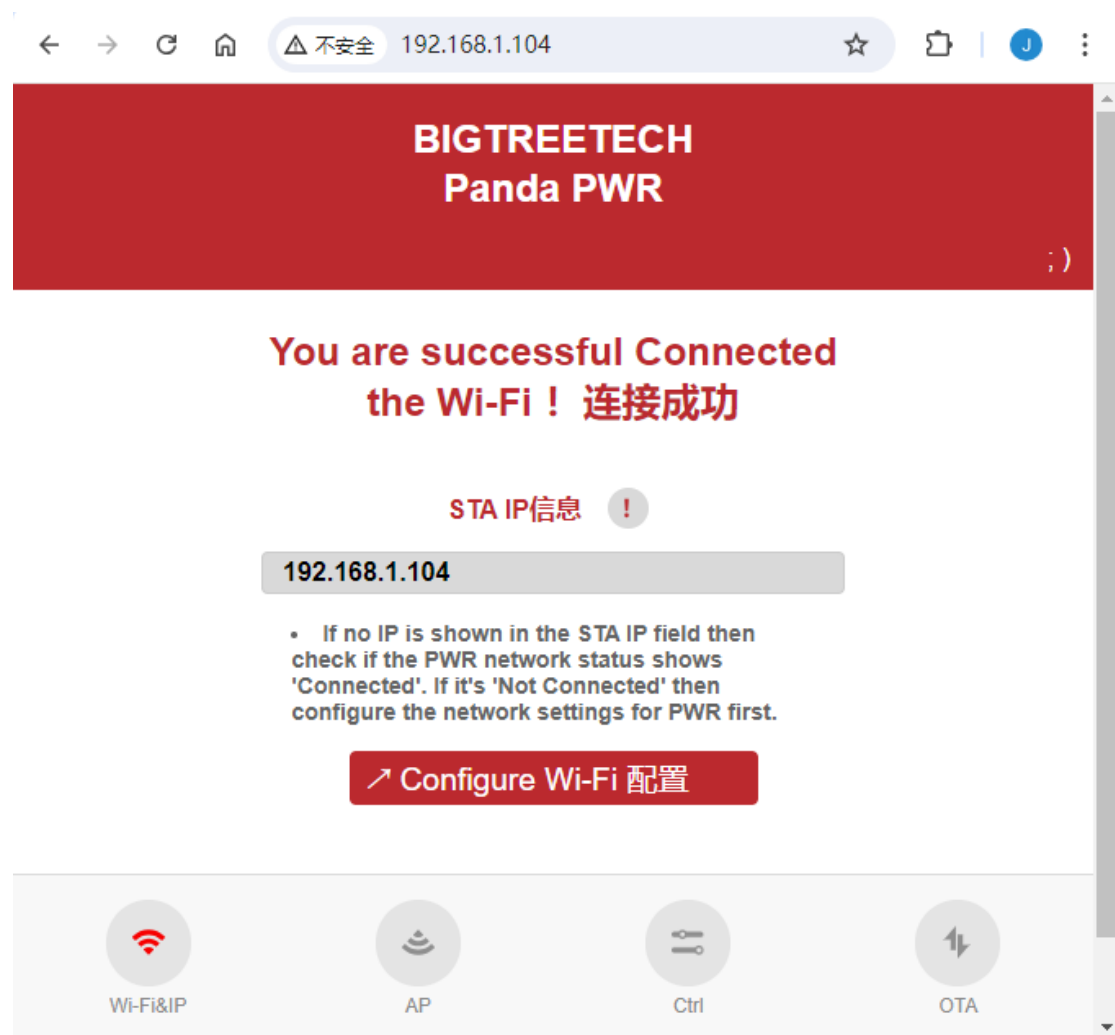 不安全 192.168.1.104
J
BIGTREETECH
Panda PWR
; )
You are successful Connected
the Wi-Fi！ 连接成功
STA IP信息 !
192.168.1.104
• If no IP is shown in the STA IP field then
check if the PWR network status shows
'Connected'. If it's 'Not Connected' then
configure the network settings for PWR first.
↗ Configure Wi-Fi 配置
Wi-Fi&IP AP Ctrl OTA